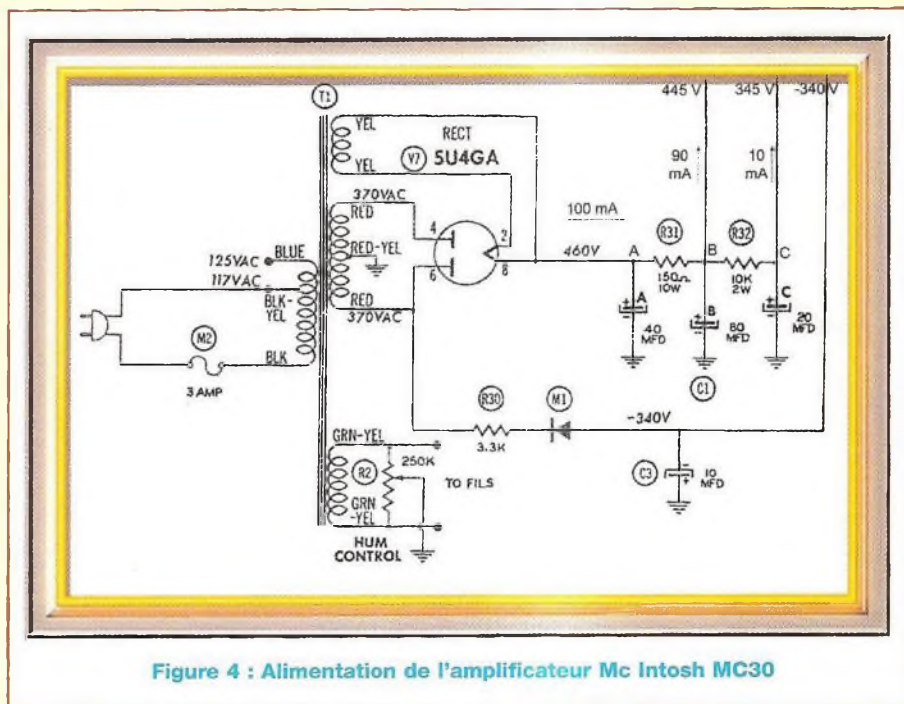 445 V 345 V -340V
T1
YEL
RECT
V7 5U4GA
YEL
90 mA
10 mA
370VAC
RED
100 mA
4
2
R31
R32
RED-YEL
125VAC BLUE
6
8
460V
A
B
C
117VAC
150Ω
10W
10K
2W
BLK-YEL
RED
370VAC
A
B
C
40 MFD
80 MFD
20 MFD
M2
BLK
C1
3 AMP
R30
M1
-340V
GRN-YEL
3.3K
R2
250K
TO FILS
C3
10 MFD
GRN-YEL
HUM
CONTROL
Figure 4 : Alimentation de l'amplificateur Mc Intosh MC30